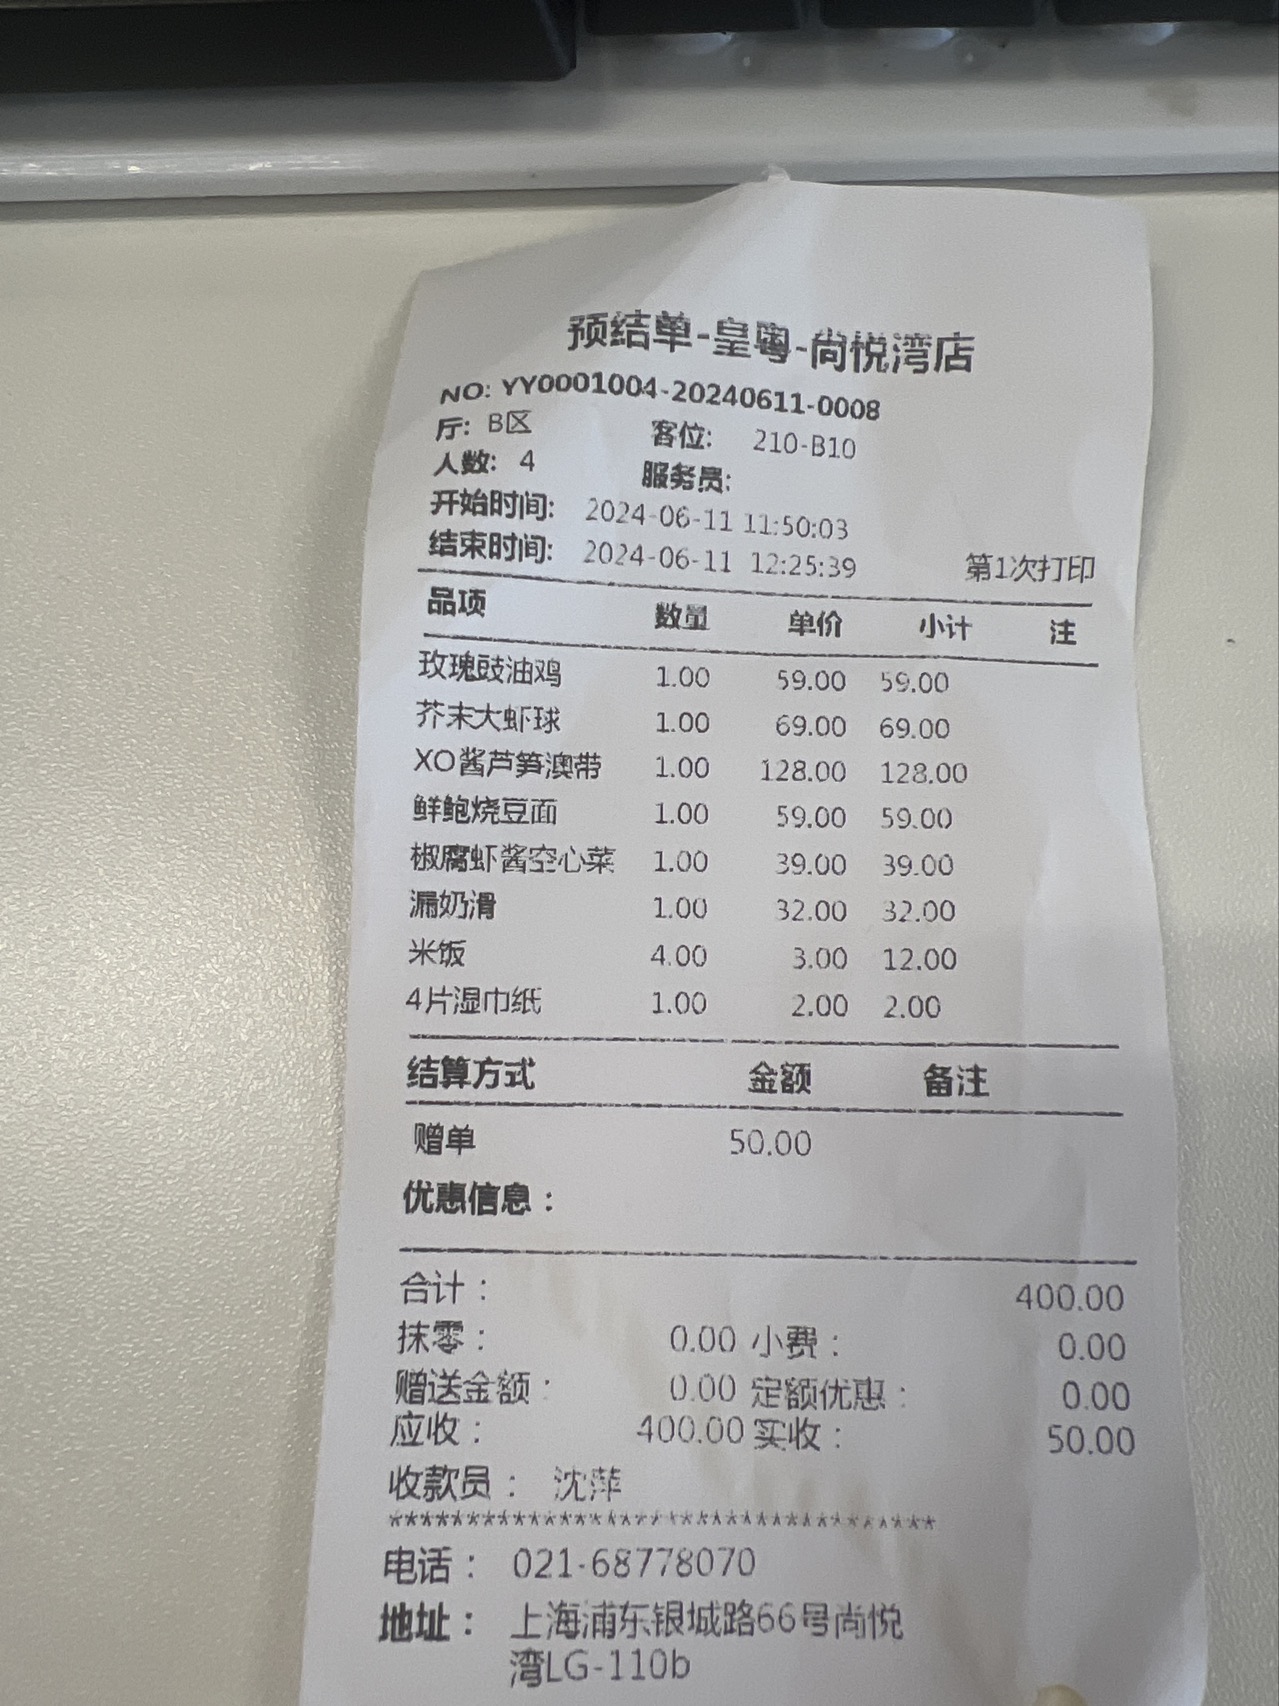 预结单-皇粤-尚悦湾店
NO: YY0001004-20240611-0008
厅: B区 客位: 210-B10
人数: 4 服务员:
开始时间: 2024-06-11 11:50:03
结束时间: 2024-06-11 12:25:39 第1次打印
品项 数量 单价 小计 注
玫瑰豉油鸡 1.00 59.00 59.00
芥末大虾球 1.00 69.00 69.00
XO酱芦笋澳带 1.00 128.00 128.00
鲜鲍烧豆面 1.00 59.00 59.00
椒腐虾酱空心菜 1.00 39.00 39.00
漏奶滑 1.00 32.00 32.00
米饭 4.00 3.00 12.00
4片湿巾纸 1.00 2.00 2.00
结算方式 金额 备注
赠单 50.00
优惠信息：
合计： 400.00
抹零： 0.00 小费： 0.00
赠送金额： 0.00 定额优惠： 0.00
应收： 400.00 实收： 50.00
收款员： 沈萍
************************************
电话： 021-68778070
地址： 上海浦东银城路66号尚悦
湾LG-110b